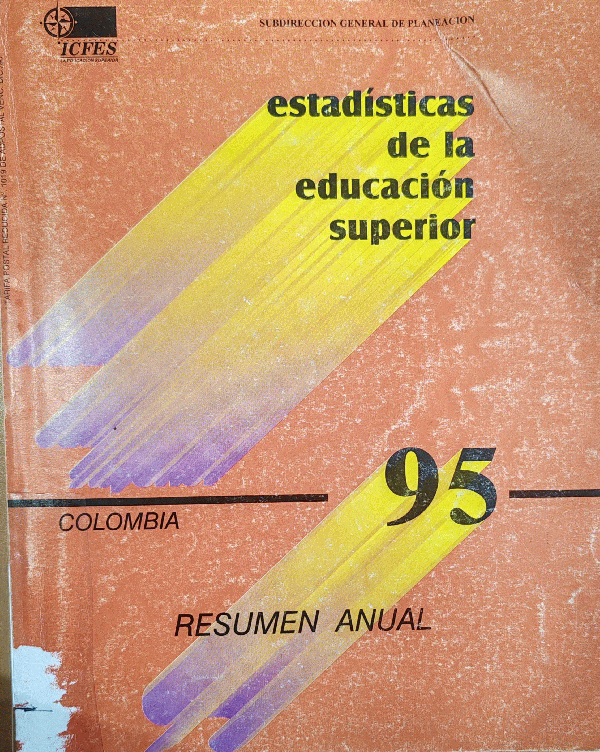 ICFES
SUBDIRECCION GENERAL DE PLANEACION
estadísticas
de la
educación
superior
95
COLOMBIA
RESUMEN ANUAL